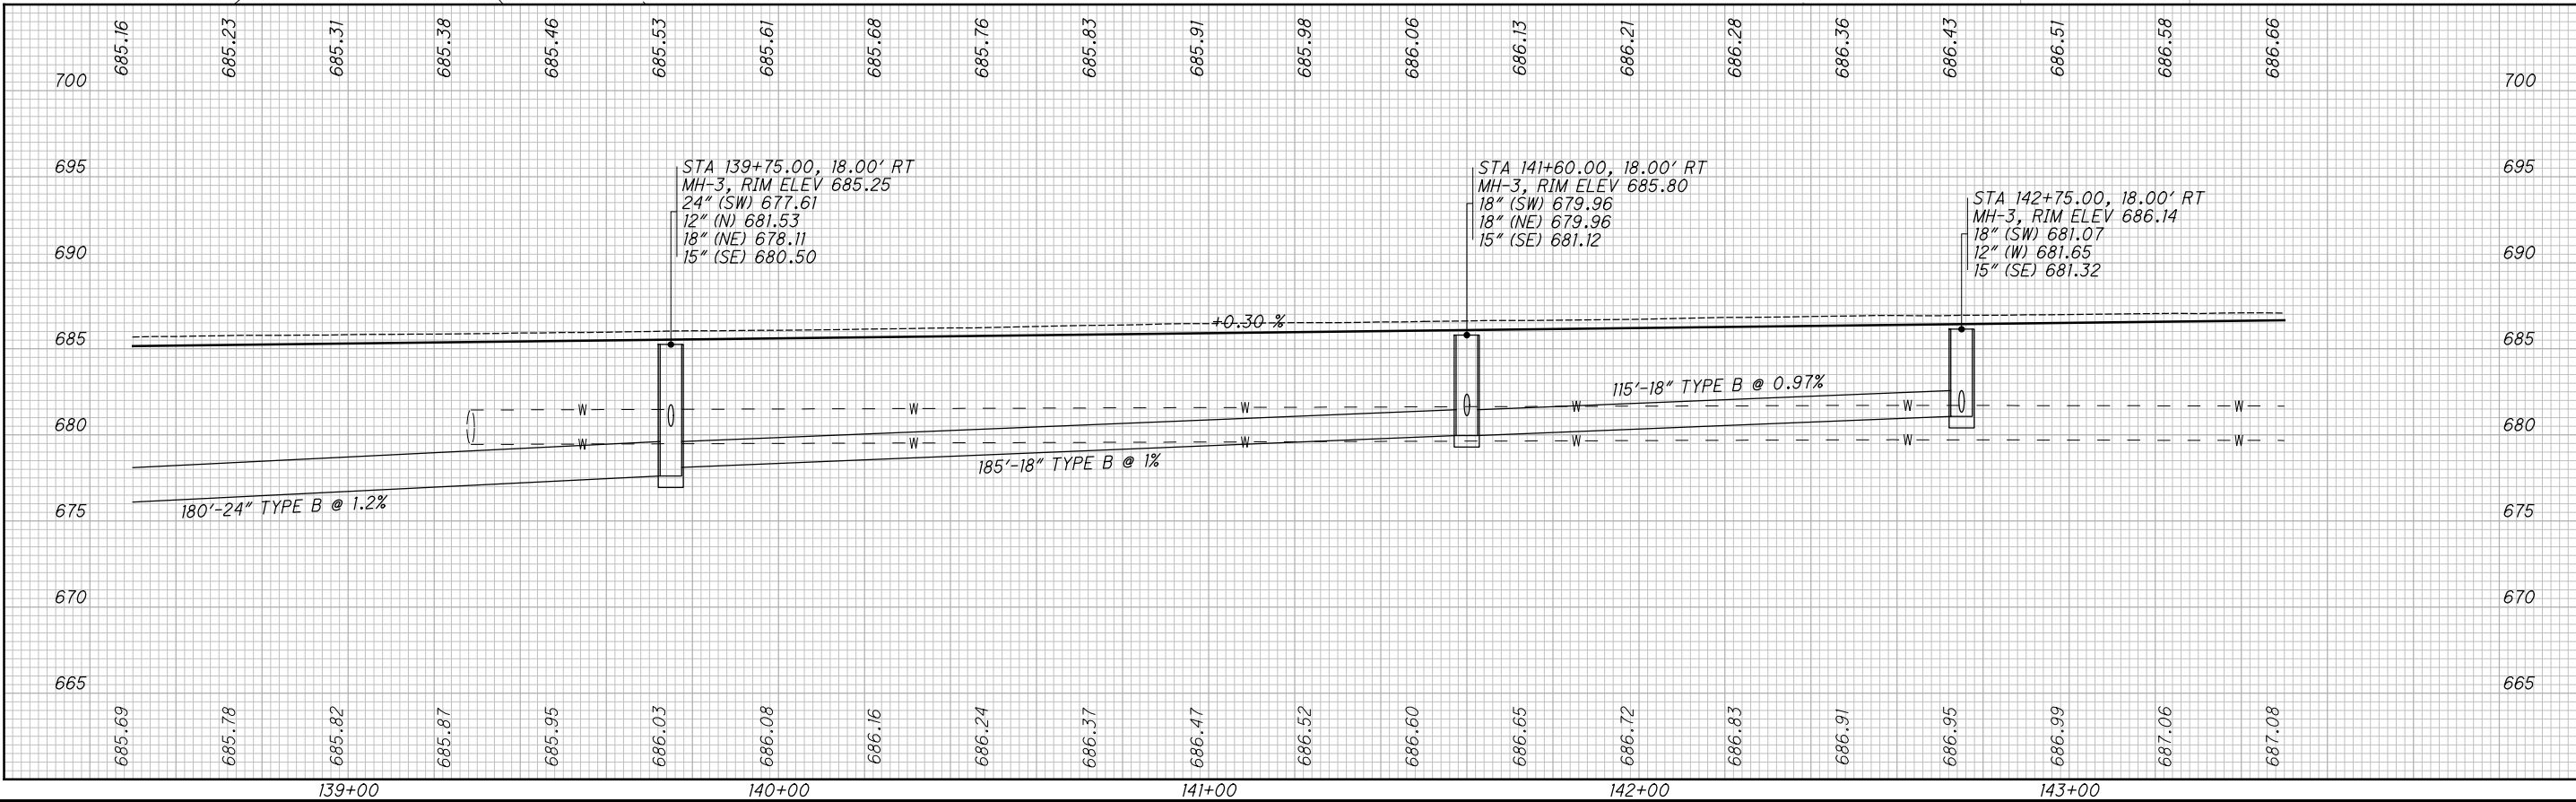 685.16 685.23 685.31 685.38 685.46 685.53 685.61 685.68 685.76 685.83 685.91 685.98 686.06 686.13 686.21 686.28 686.36 686.43 686.51 686.58 686.66
700 700
695 695
STA 139+75.00, 18.00' RT
MH-3, RIM ELEV 685.25
24" (SW) 677.61
12" (N) 681.53
18" (NE) 678.11
15" (SE) 680.50
STA 141+60.00, 18.00' RT
MH-3, RIM ELEV 685.80
18" (SW) 679.96
18" (NE) 679.96
15" (SE) 681.12
STA 142+75.00, 18.00' RT
MH-3, RIM ELEV 686.14
18" (SW) 681.07
12" (W) 681.65
15" (SE) 681.32
690 690
+0.30 %
685 685
115'-18" TYPE B @ 0.97%
W W W W W W
680 680
W W W W W W
185'-18" TYPE B @ 1%
180'-24" TYPE B @ 1.2%
675 675
670 670
665 665
685.69 685.78 685.82 685.87 685.95 686.03 686.08 686.16 686.24 686.37 686.47 686.52 686.60 686.65 686.72 686.83 686.91 686.95 686.99 687.06 687.08
139+00 140+00 141+00 142+00 143+00